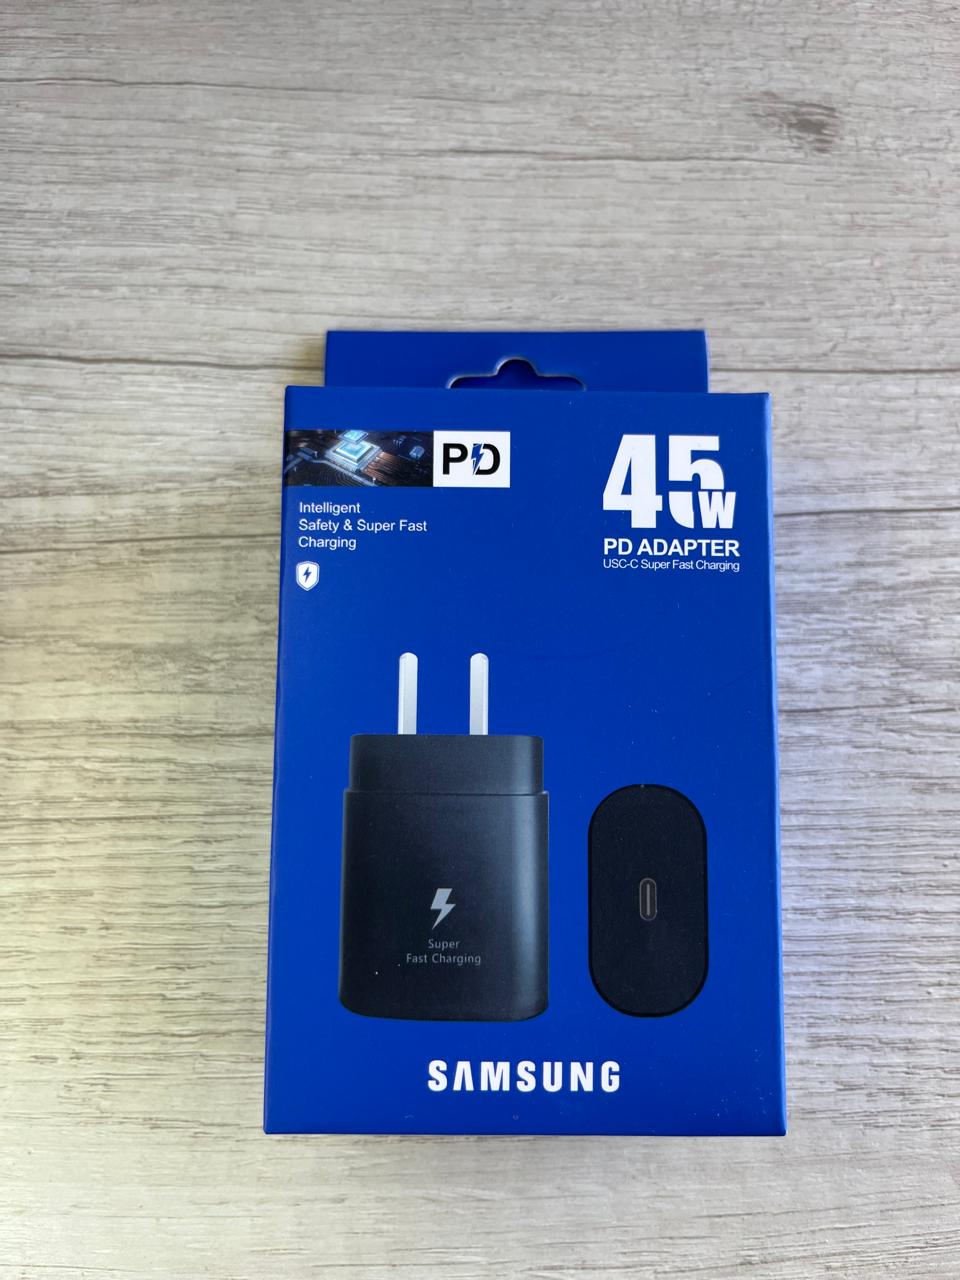 PD
Intelligent
Safety & Super Fast
Charging
45W
PD ADAPTER
USC-C Super Fast Charging
Super
Fast Charging
SAMSUNG